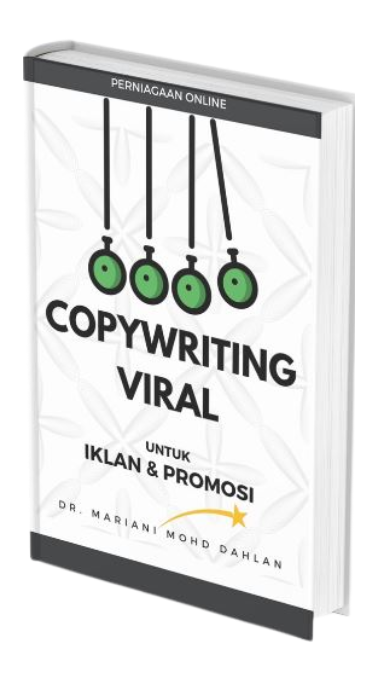 PERNIAGAAN ONLINE
COPYWRITING
VIRAL
UNTUK
IKLAN & PROMOSI
DR. MARIANI MOHD DAHLAN